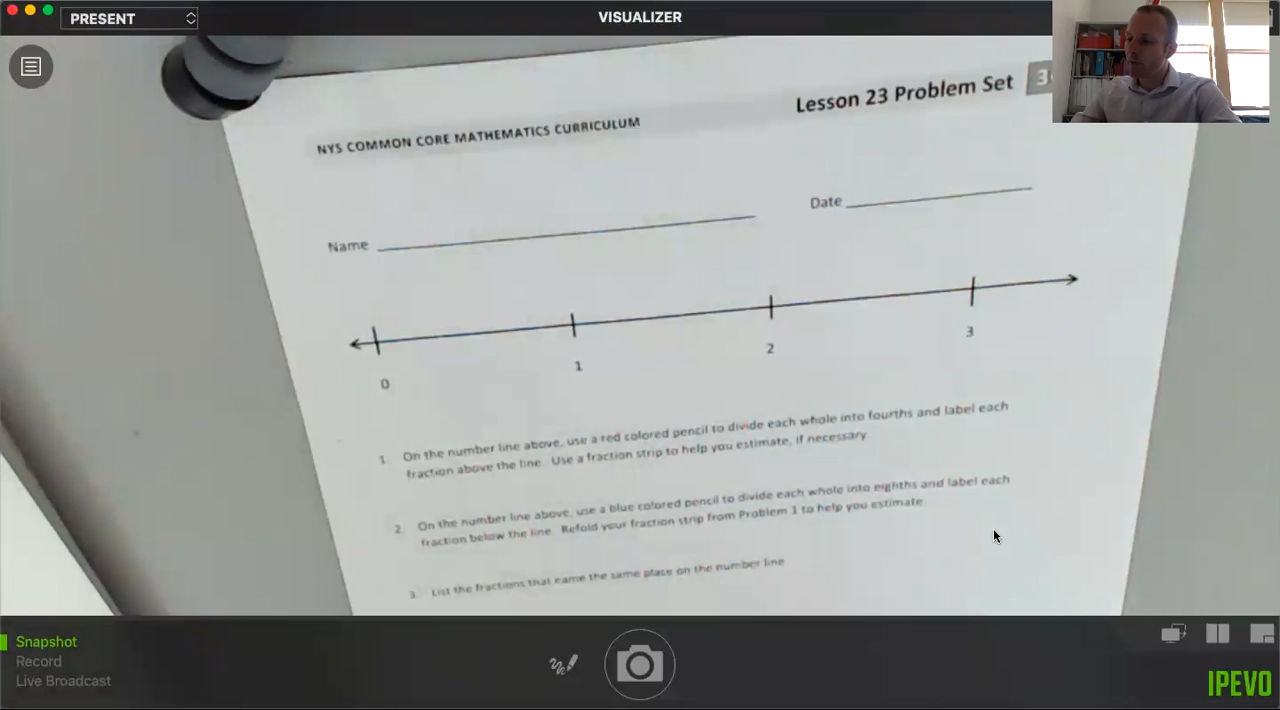 PRESENT
VISUALIZER
Lesson 23 Problem Set 3
NYS COMMON CORE MATHEMATICS CURRICULUM
Name
Date
0
1
2
3
1. On the number line above, use a red colored pencil to divide each whole into fourths and label each
fraction above the line. Use a fraction strip to help you estimate, if necessary.
2. On the number line above, use a blue colored pencil to divide each whole into eighths and label each
fraction below the line. Refold your fraction strip from Problem 1 to help you estimate.
3. List the fractions that name the same place on the number line.
Snapshot
Record
Live Broadcast
IPEVO